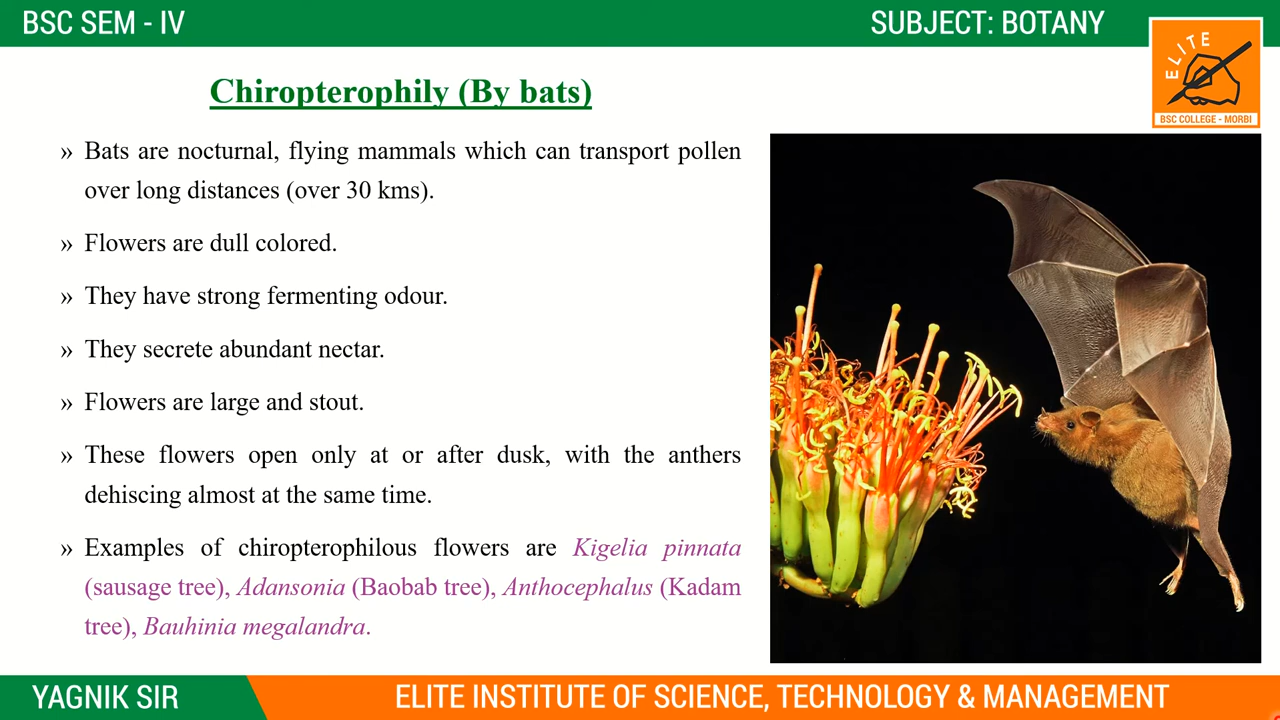 BSC SEM - IV
SUBJECT: BOTANY
ELITE
BSC COLLEGE - MORBI
Chiropterophily (By bats)
» Bats are nocturnal, flying mammals which can transport pollen
over long distances (over 30 kms).
» Flowers are dull colored.
» They have strong fermenting odour.
» They secrete abundant nectar.
» Flowers are large and stout.
» These flowers open only at or after dusk, with the anthers
dehiscing almost at the same time.
» Examples of chiropterophilous flowers are Kigelia pinnata
(sausage tree), Adansonia (Baobab tree), Anthocephalus (Kadam
tree), Bauhinia megalandra.
YAGNIK SIR
ELITE INSTITUTE OF SCIENCE, TECHNOLOGY & MANAGEMENT